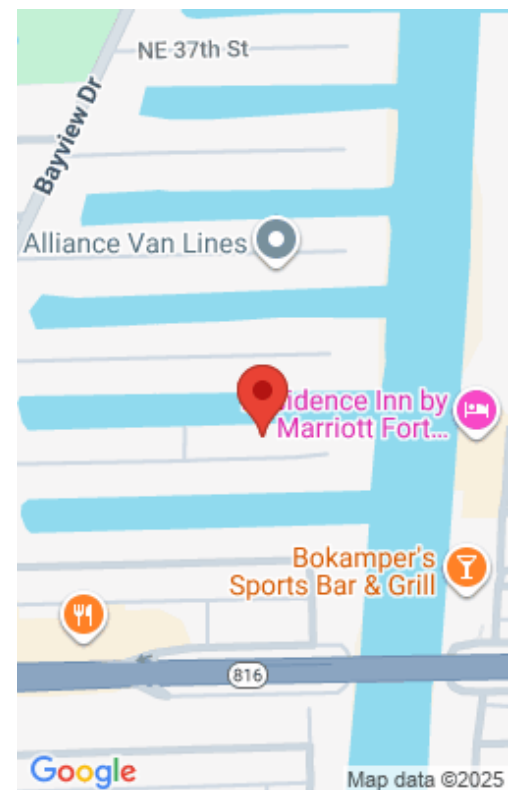 NE 37th St
Bayview Dr
Alliance Van Lines
idence Inn by
Marriott Fort...
Bokamper's
Sports Bar & Grill
816
Google
Map data ©2025